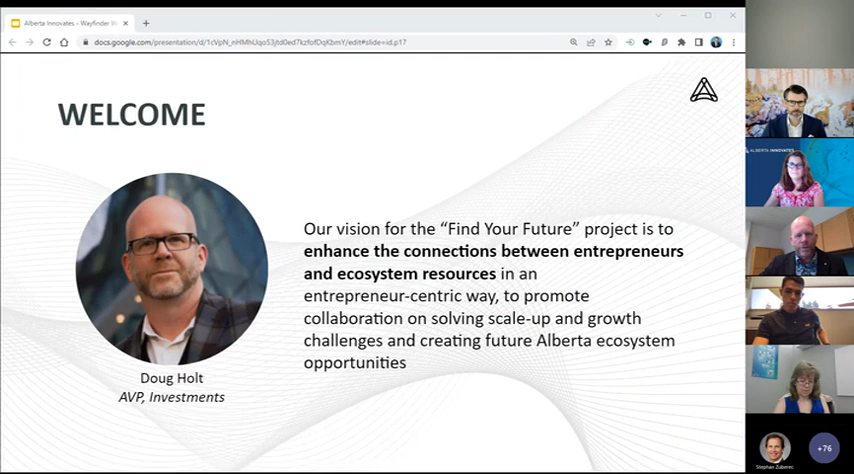 Alberta Innovates - Wayfinder W
docs.google.com/presentation/d/1cVpN_nHMhUqo53jtd0ed7kzfofDqKbmY/edit#slide=id.p17
WELCOME
ALBERTA INNOVATES
Our vision for the “Find Your Future” project is to
enhance the connections between entrepreneurs
and ecosystem resources in an
entrepreneur-centric way, to promote
collaboration on solving scale-up and growth
challenges and creating future Alberta ecosystem
opportunities
Doug Holt
AVP, Investments
+76
Stephan Zuberec